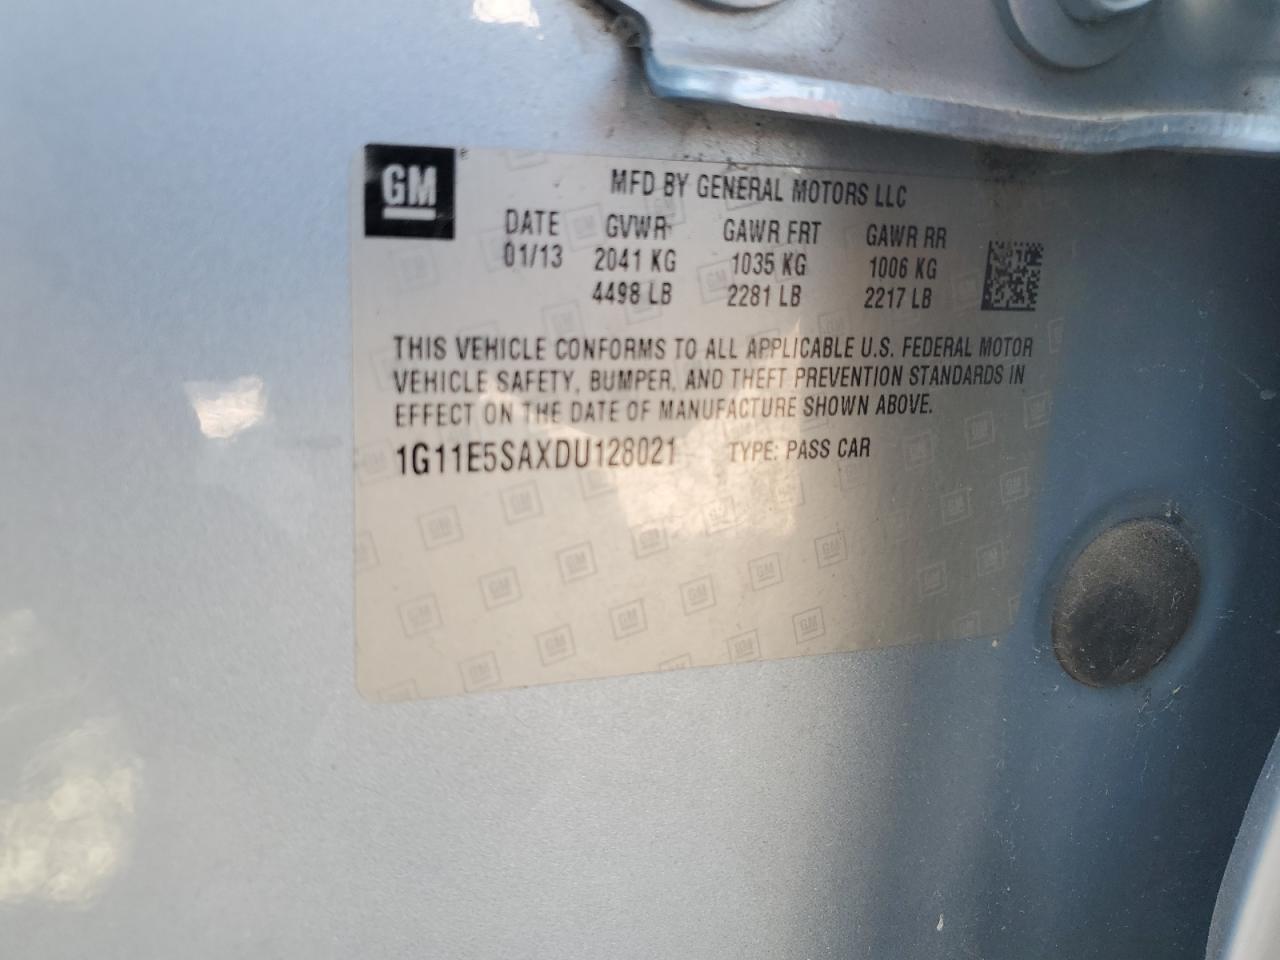 GM
MFD BY GENERAL MOTORS LLC
DATE GVWR GAWR FRT GAWR RR
01/13 2041 KG 1035 KG 1006 KG
4498 LB 2281 LB 2217 LB
THIS VEHICLE CONFORMS TO ALL APPLICABLE U.S. FEDERAL MOTOR
VEHICLE SAFETY, BUMPER, AND THEFT PREVENTION STANDARDS IN
EFFECT ON THE DATE OF MANUFACTURE SHOWN ABOVE.
1G11E5SAXDU128021 TYPE: PASS CAR